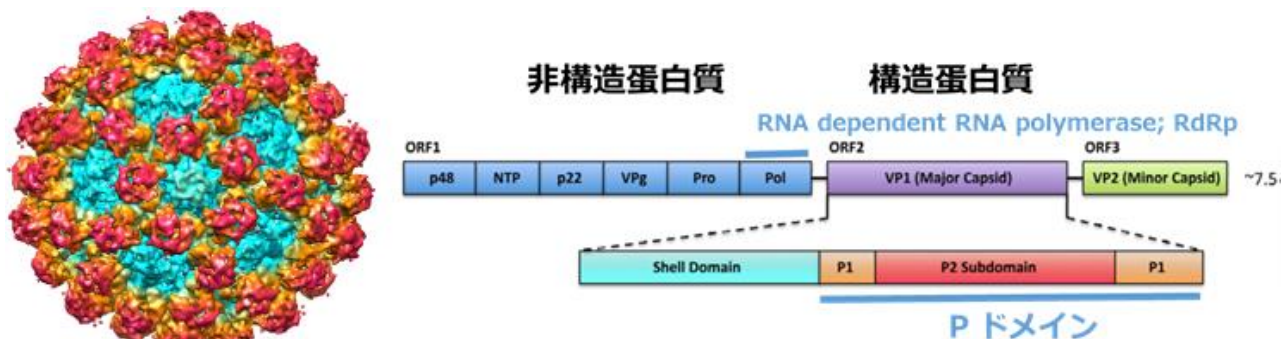 非構造蛋白質 構造蛋白質
RNA dependent RNA polymerase; RdRp
ORF1 ORF2 ORF3
p48 NTP p22 VPg Pro Pol VP1 (Major Capsid) VP2 (Minor Capsid) ~7.5
Shell Domain P1 P2 Subdomain P1
P ドメイン